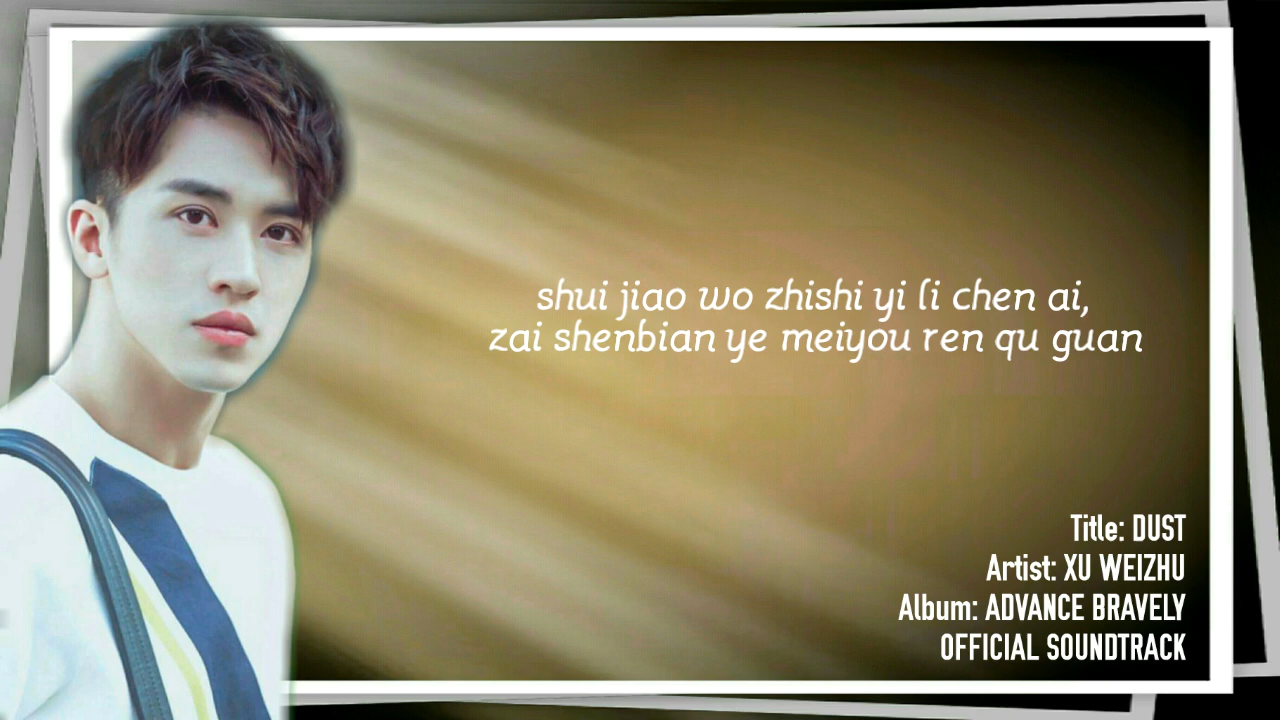 shui jiao wo zhishi yi li chen ai,
zai shenbian ye meiyou ren qu guan
Title: DUST
Artist: XU WEIZHU
Album: ADVANCE BRAVELY
OFFICIAL SOUNDTRACK